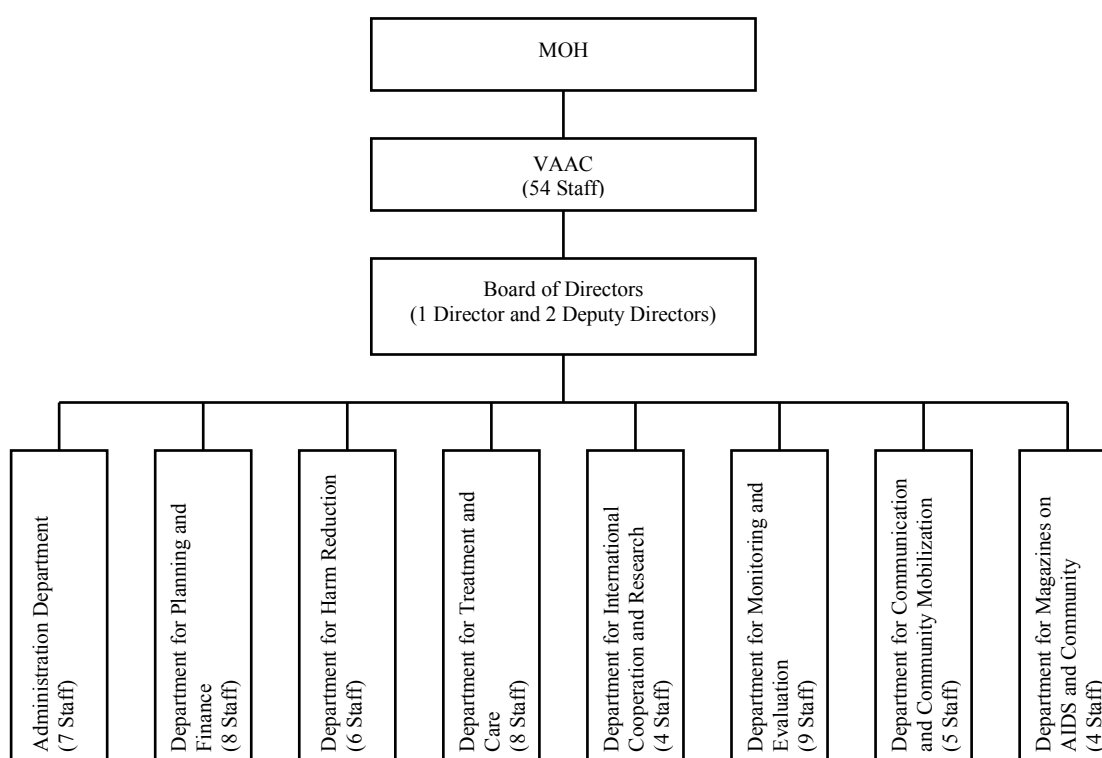 MOH
VAAC
(54 Staff)
Board of Directors
(1 Director and 2 Deputy Directors)
Administration Department
(7 Staff)
Department for Planning and
Finance
(8 Staff)
Department for Harm Reduction
(6 Staff)
Department for Treatment and
Care
(8 Staff)
Department for International
Cooperation and Research
(4 Staff)
Department for Monitoring and
Evaluation
(9 Staff)
Department for Communication
and Community Mobilization
(5 Staff)
Department for Magazines on
AIDS and Community
(4 Staff)